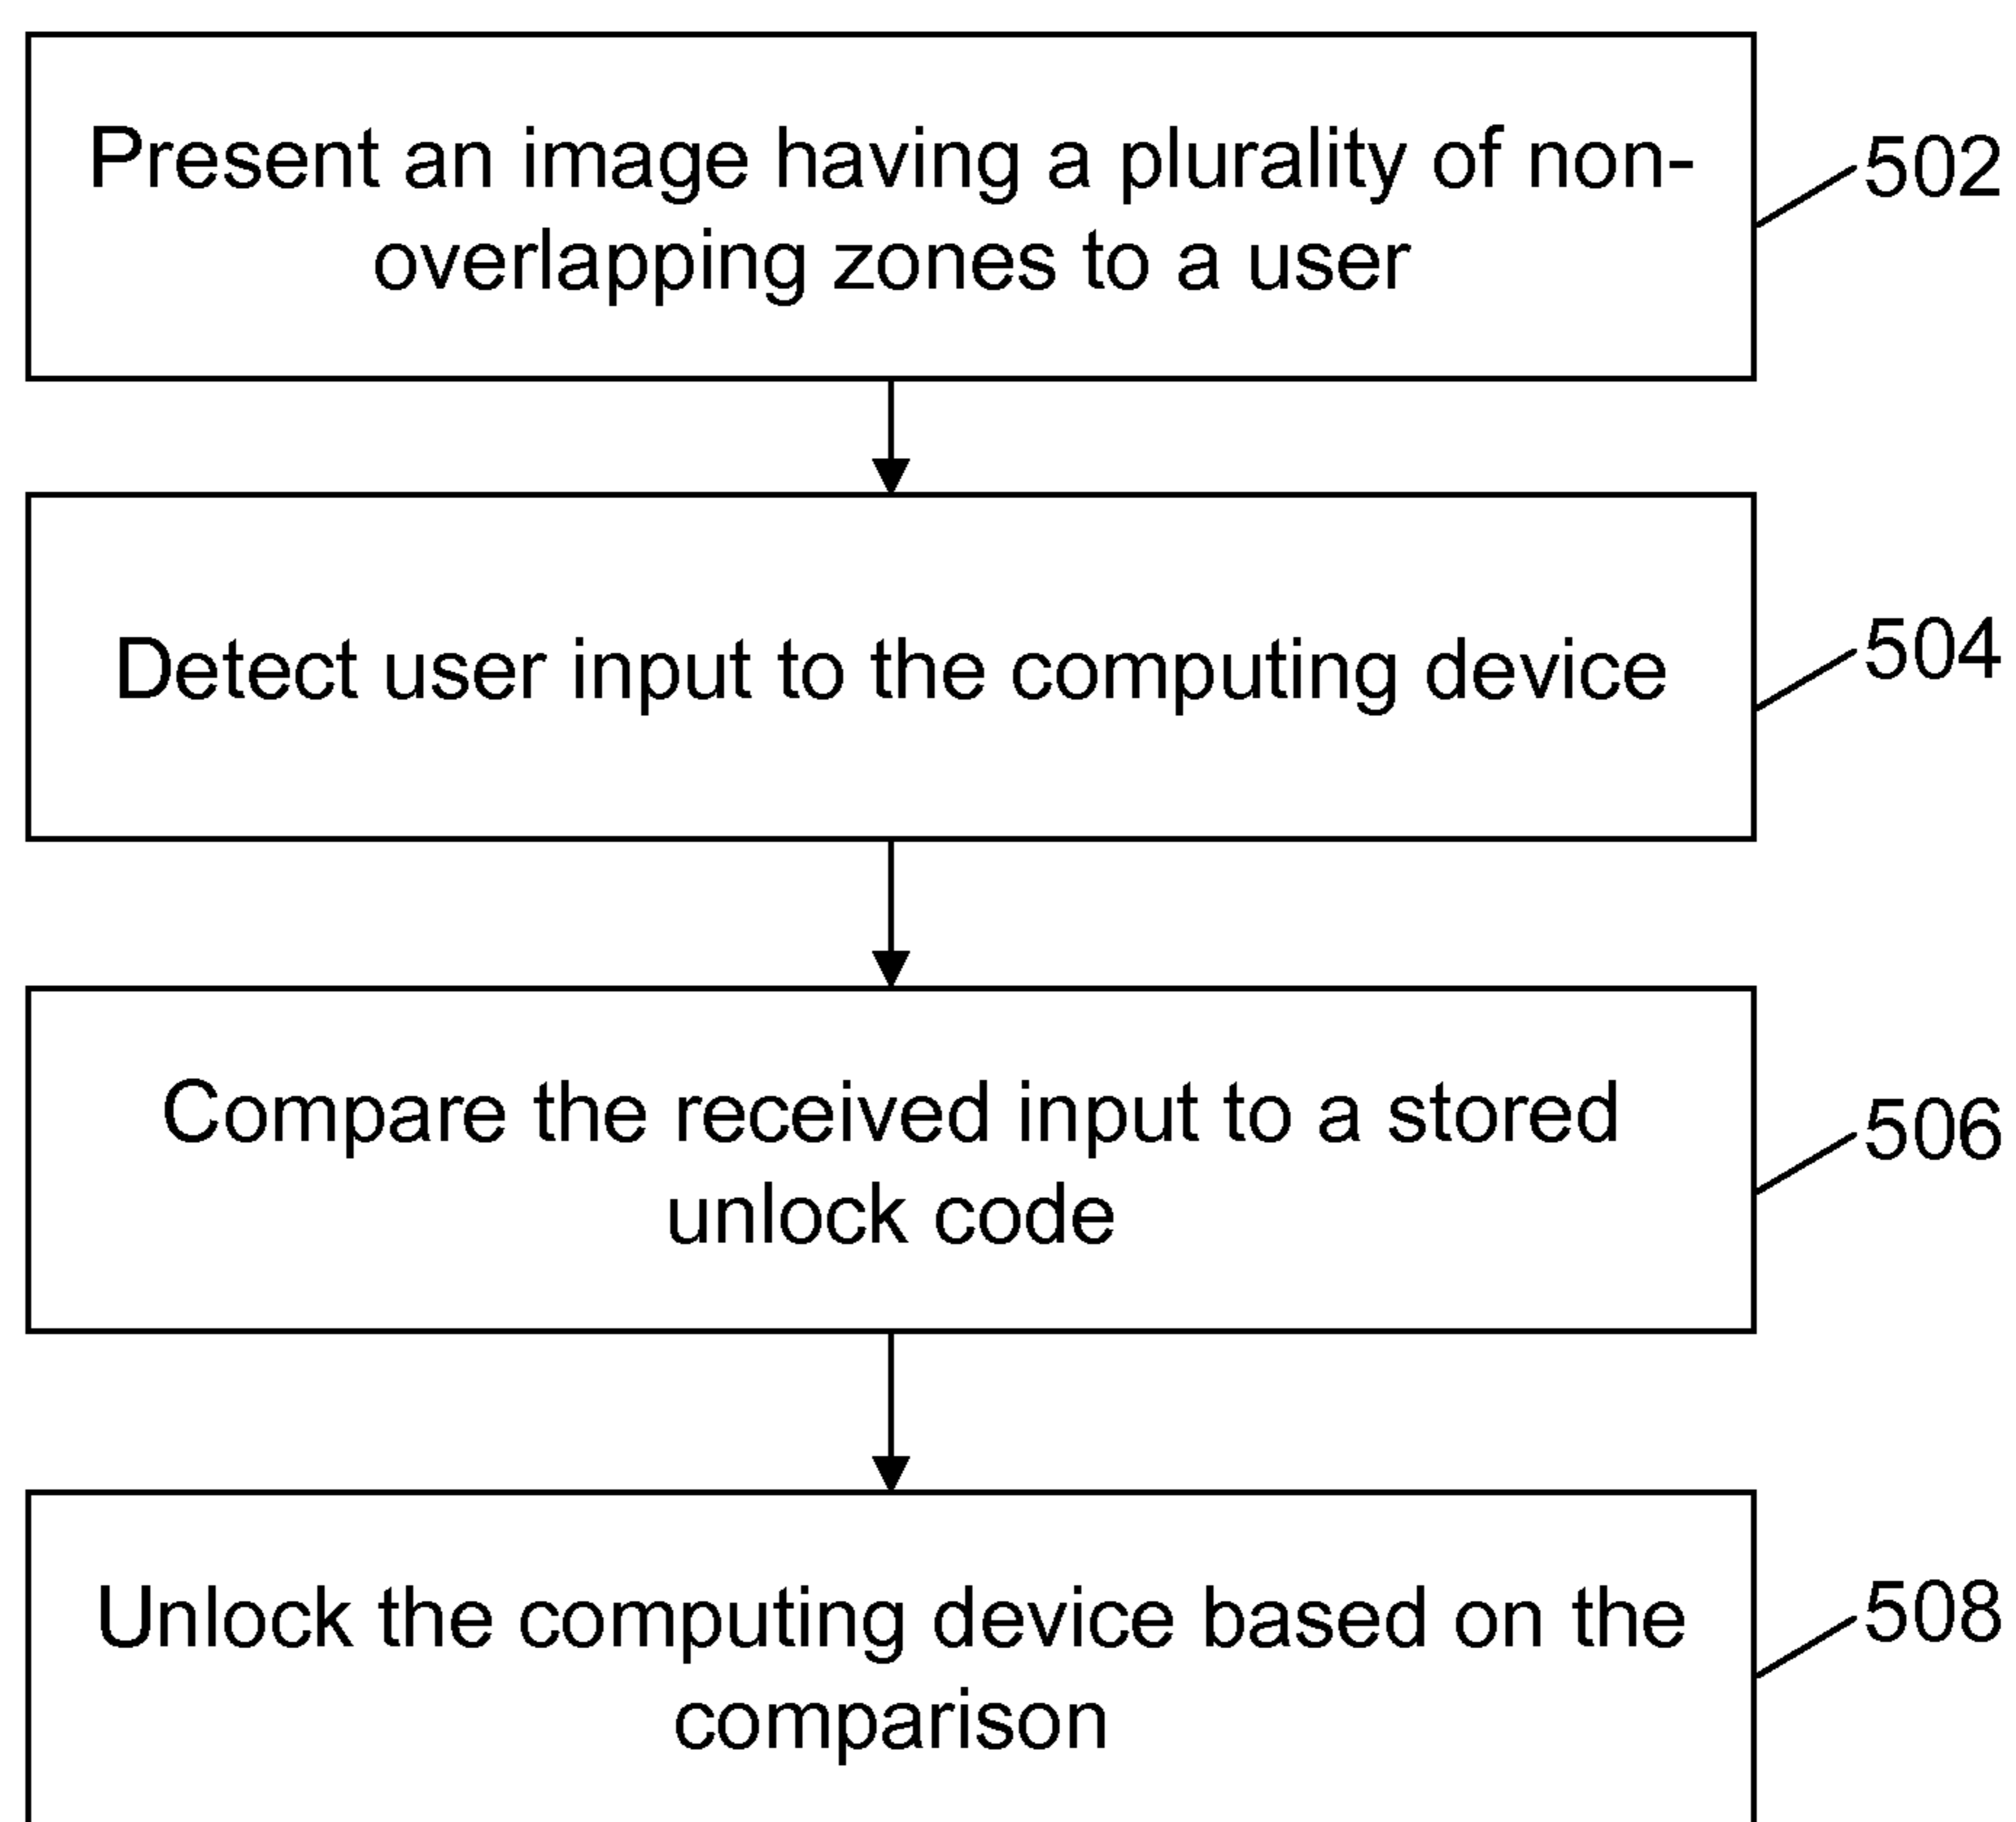 Present an image having a plurality of non-
overlapping zones to a user
502
Detect user input to the computing device
504
Compare the received input to a stored
unlock code
506
Unlock the computing device based on the
comparison
508